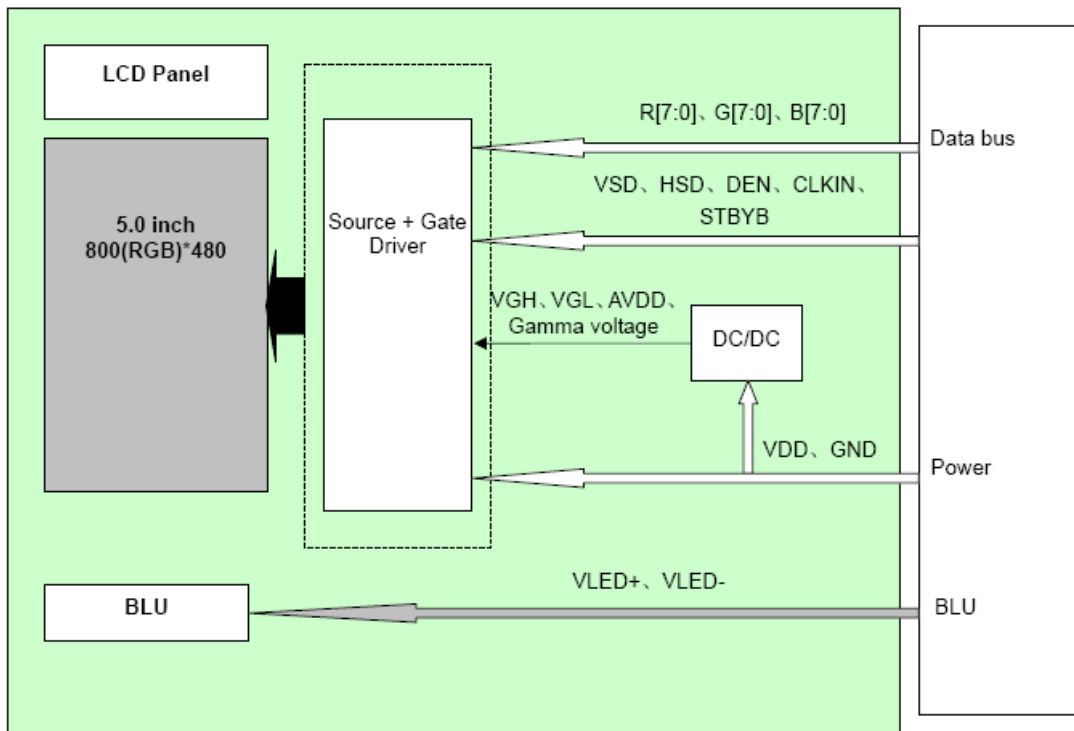 LCD Panel
5.0 inch
800(RGB)*480
Source + Gate
Driver
R[7:0]、G[7:0]、B[7:0]
Data bus
VSD、HSD、DEN、CLKIN、
STBYB
VGH、VGL、AVDD、
Gamma voltage
DC/DC
VDD、GND
Power
BLU
VLED+、VLED-
BLU